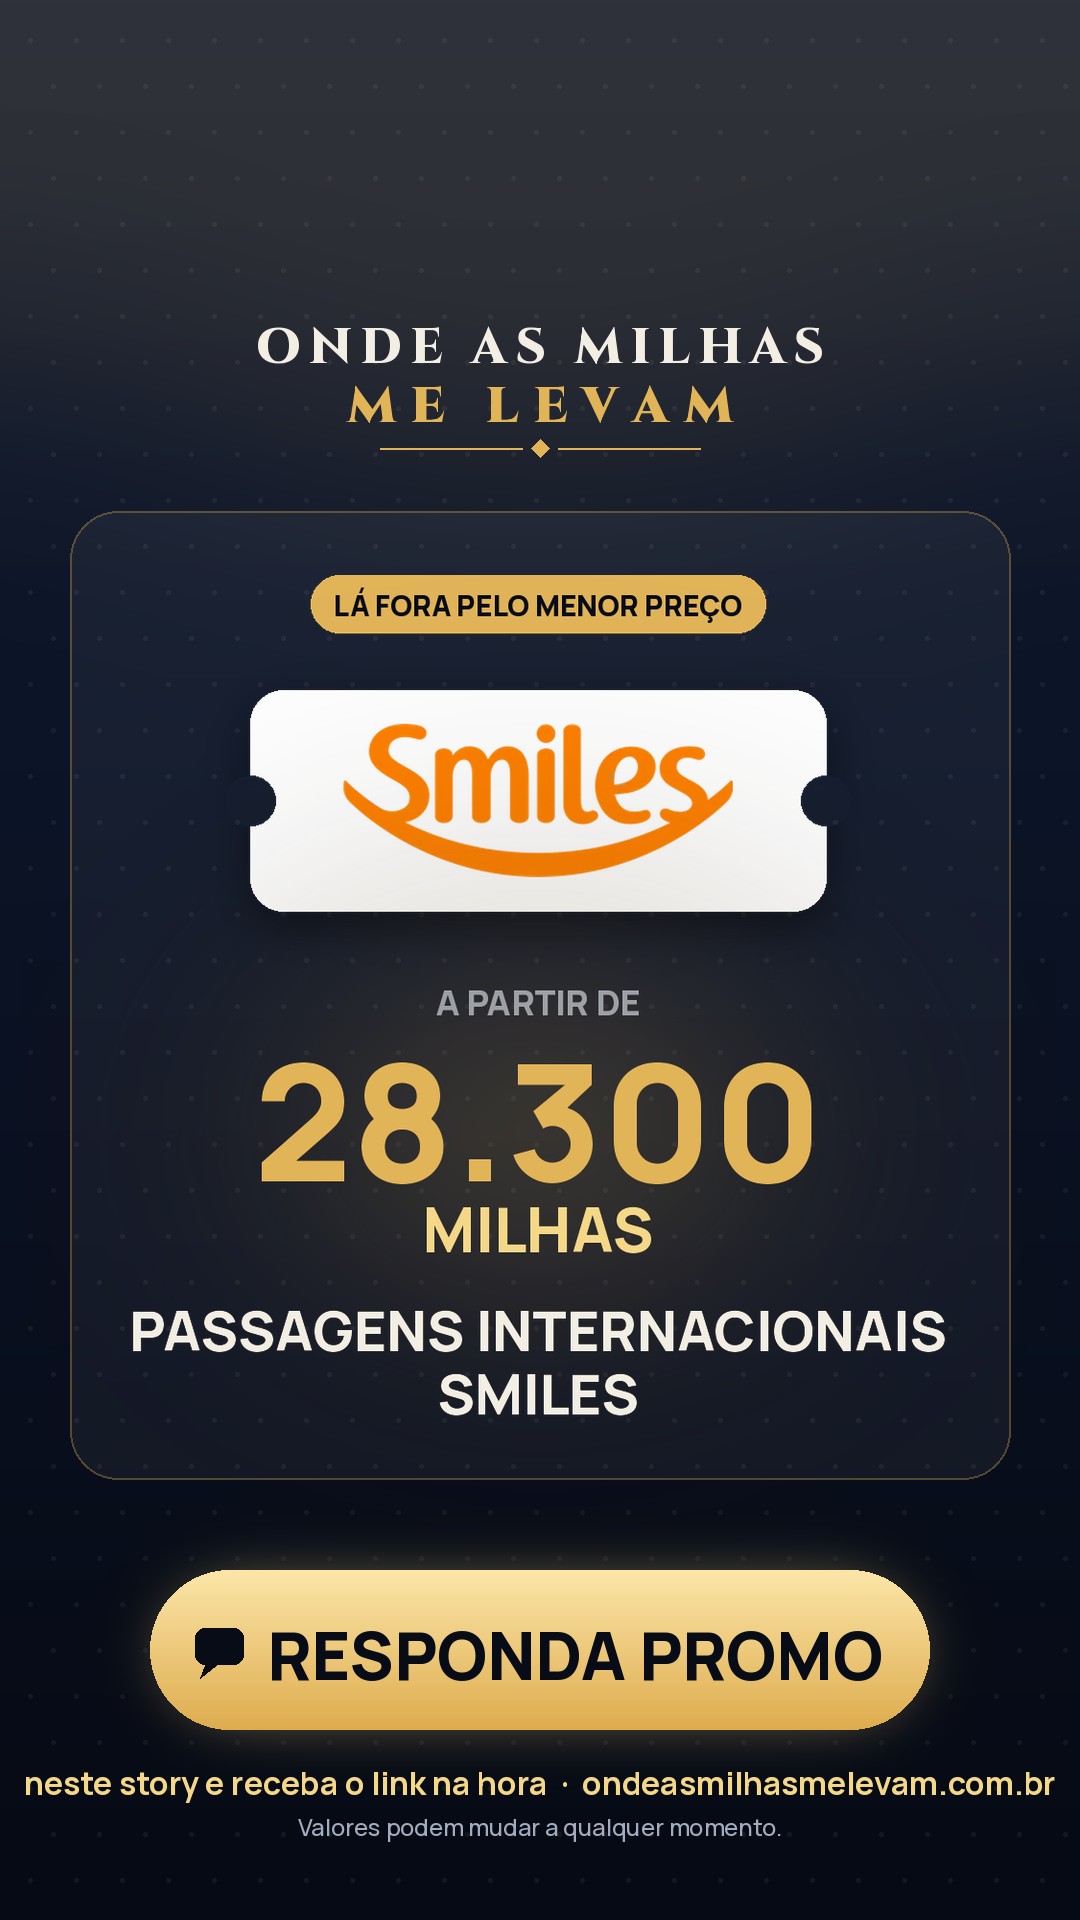 ONDE AS MILHAS
ME LEVAM
LÁ FORA PELO MENOR PREÇO
Smiles
A PARTIR DE
28.300
MILHAS
PASSAGENS INTERNACIONAIS
SMILES
RESPONDA PROMO
neste story e receba o link na hora · ondeasmilhasmelevam.com.br
Valores podem mudar a qualquer momento.